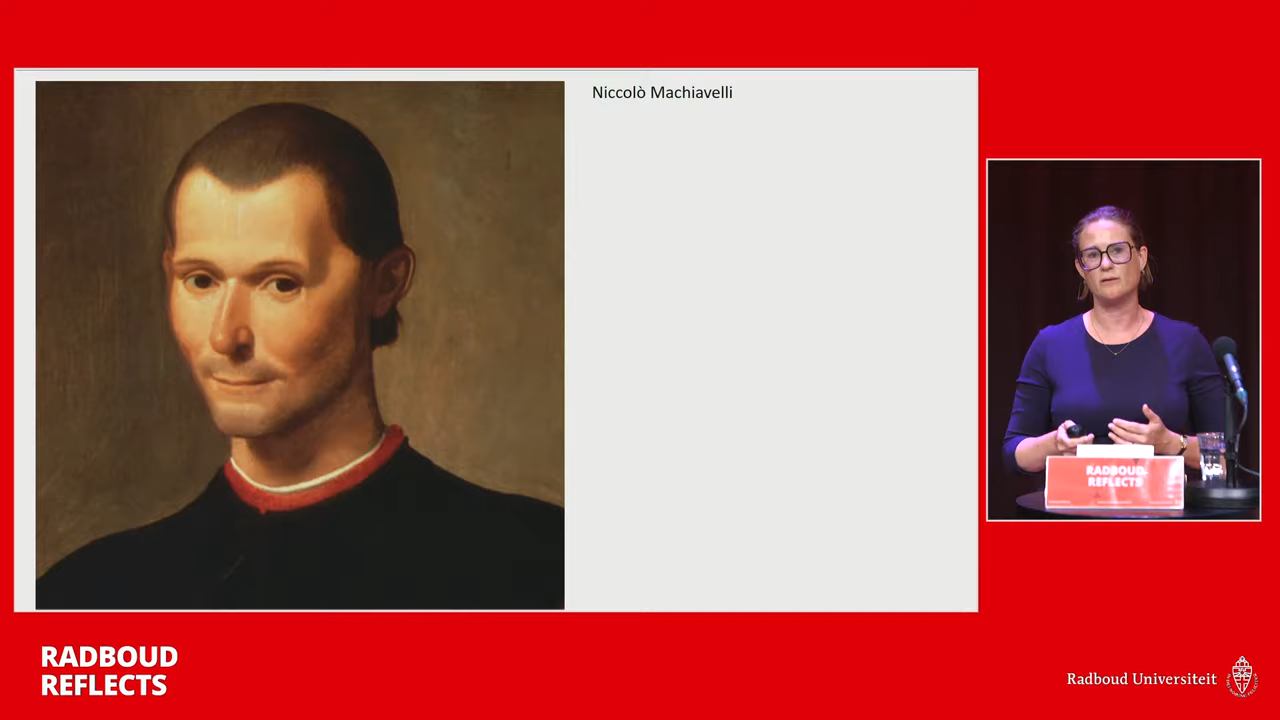 Niccolò Machiavelli
RADBOUD
REFLECTS
RADBOUD
REFLECTS
Radboud Universiteit